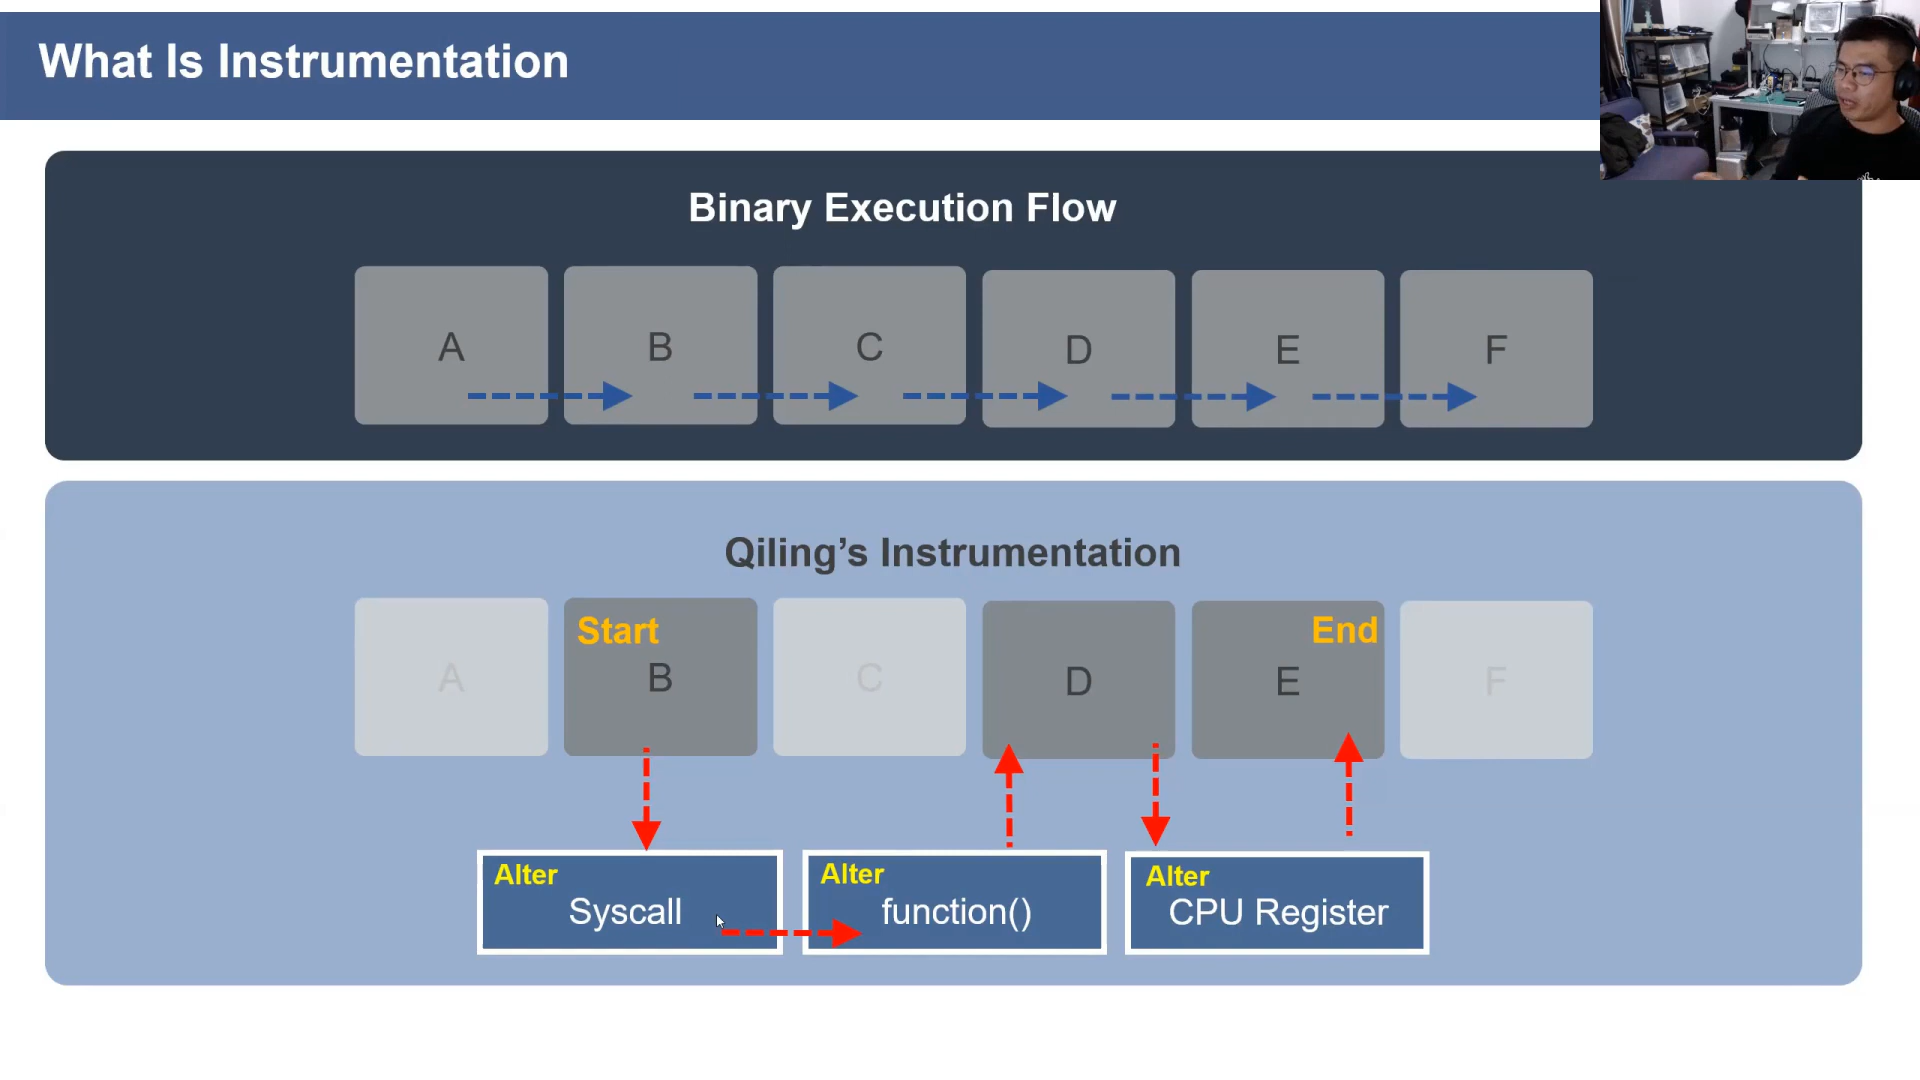 What Is Instrumentation
Binary Execution Flow
A B C D E F
Qiling’s Instrumentation
Start End
A B C D E F
Alter Alter Alter
Syscall function() CPU Register